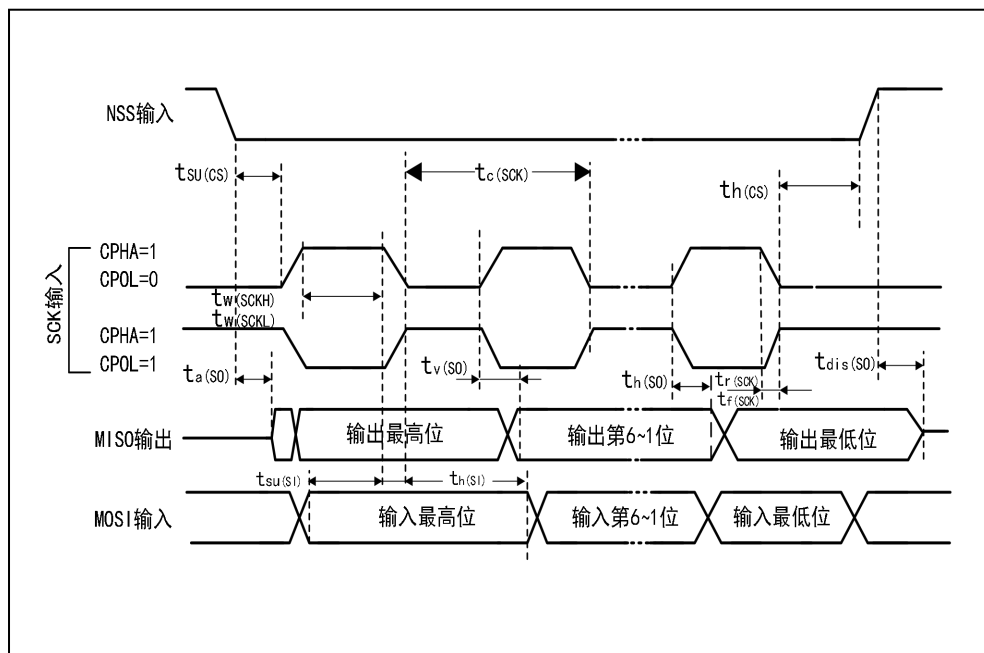 NSS输入
tSU(CS)
tc(SCK)
th(CS)
SCK输入
CPHA=1
CPOL=0
tw(SCKH)
tw(SCKL)
CPHA=1
CPOL=1
ta(SO)
tv(SO)
th(SO)
tr(SCK)
tf(SCK)
tdis(SO)
MISO输出
输出最高位
输出第6~1位
输出最低位
tsu(SI)
th(SI)
MOSI输入
输入最高位
输入第6~1位
输入最低位